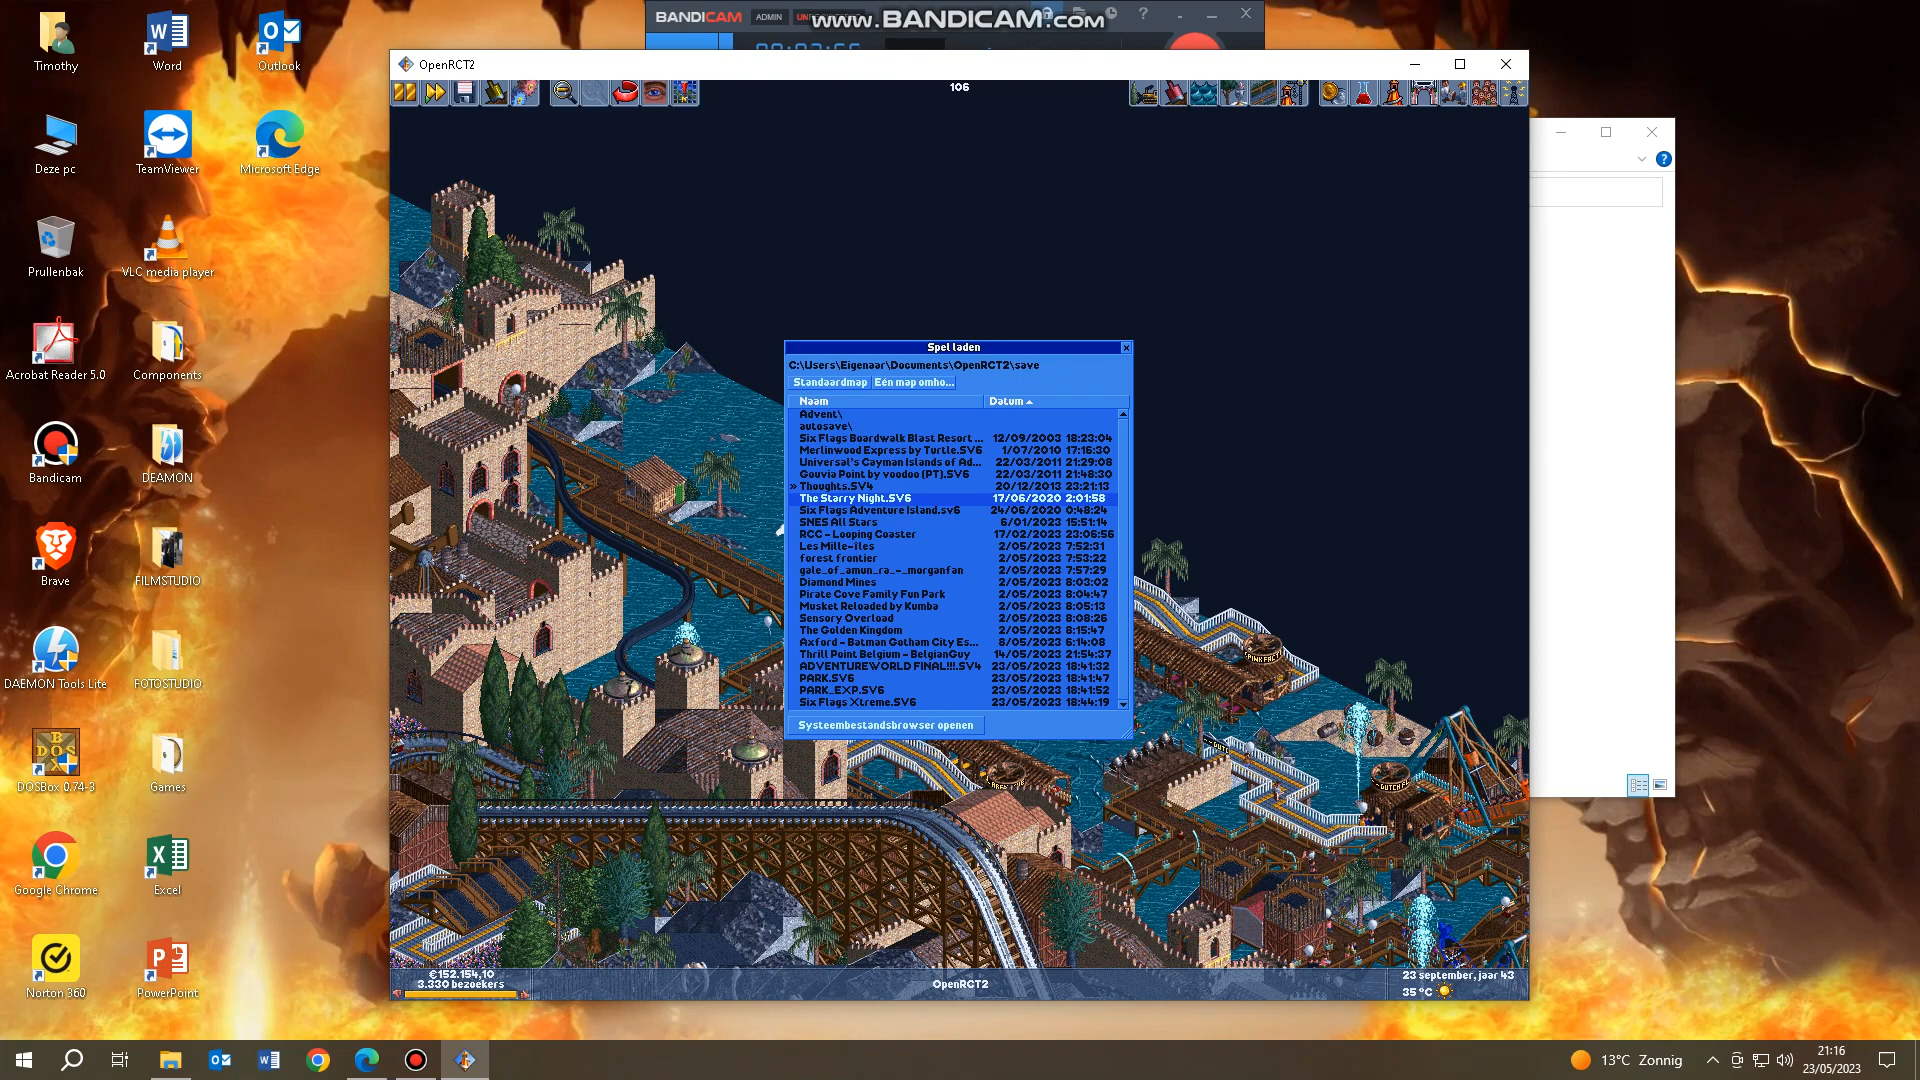 BANDICAM
ADMIN
www.BANDICAM.com
Timothy
Word
Outlook
OpenRCT2
106
Deze pc
TeamViewer
Microsoft Edge
Prullenbak
VLC media player
Spel laden
C:\Users\Eigenaar\Documents\OpenRCT2\save
Standaardmap
Eén map omho...
Naam
Datum
Advent\
autosave\
Six Flags Boardwalk Blast Resort ... 12/09/2003 18:23:04
Merlinwood Express by Turtle.SV6 1/07/2010 17:16:30
Universal's Cayman Islands of Ad... 22/03/2011 21:29:08
Gouvia Point by voodoo (PT).SV6 22/03/2011 21:48:30
» Thoughts.SV4 20/12/2013 23:21:13
The Starry Night.SV6 17/06/2020 2:01:58
Six Flags Adventure Island.sv6 24/06/2020 0:48:24
SNES All Stars 6/01/2023 15:51:14
RCC - Looping Coaster 17/02/2023 23:06:56
Les Mille-îles 2/05/2023 7:52:31
forest frontier 2/05/2023 7:53:22
gale_of_amun_ra_-_morganfan 2/05/2023 7:57:29
Diamond Mines 2/05/2023 8:03:02
Pirate Cove Family Fun Park 2/05/2023 8:04:47
Musket Reloaded by Kumba 2/05/2023 8:05:13
Sensory Overload 2/05/2023 8:08:26
The Golden Kingdom 2/05/2023 8:15:47
Axford - Batman Gotham City Es... 8/05/2023 6:14:08
Thrill Point Belgium - BelgianGuy 14/05/2023 21:54:37
ADVENTUREWORLD FINAL!!!.SV4 23/05/2023 18:41:32
PARK.SV6 23/05/2023 18:41:47
PARK_EXP.SV6 23/05/2023 18:41:52
Six Flags Xtreme.SV6 23/05/2023 18:44:19
Systeembestandsbrowser openen
Acrobat Reader 5.0
Components
Bandicam
DEAMON
Brave
FILMSTUDIO
DAEMON Tools Lite
FOTOSTUDIO
DOSBox 0.74-3
Games
Google Chrome
Excel
Norton 360
PowerPoint
€152.154,10
3.330 bezoekers
OpenRCT2
23 september, jaar 43
35 °C
13°C Zonnig
21:16
23/05/2023